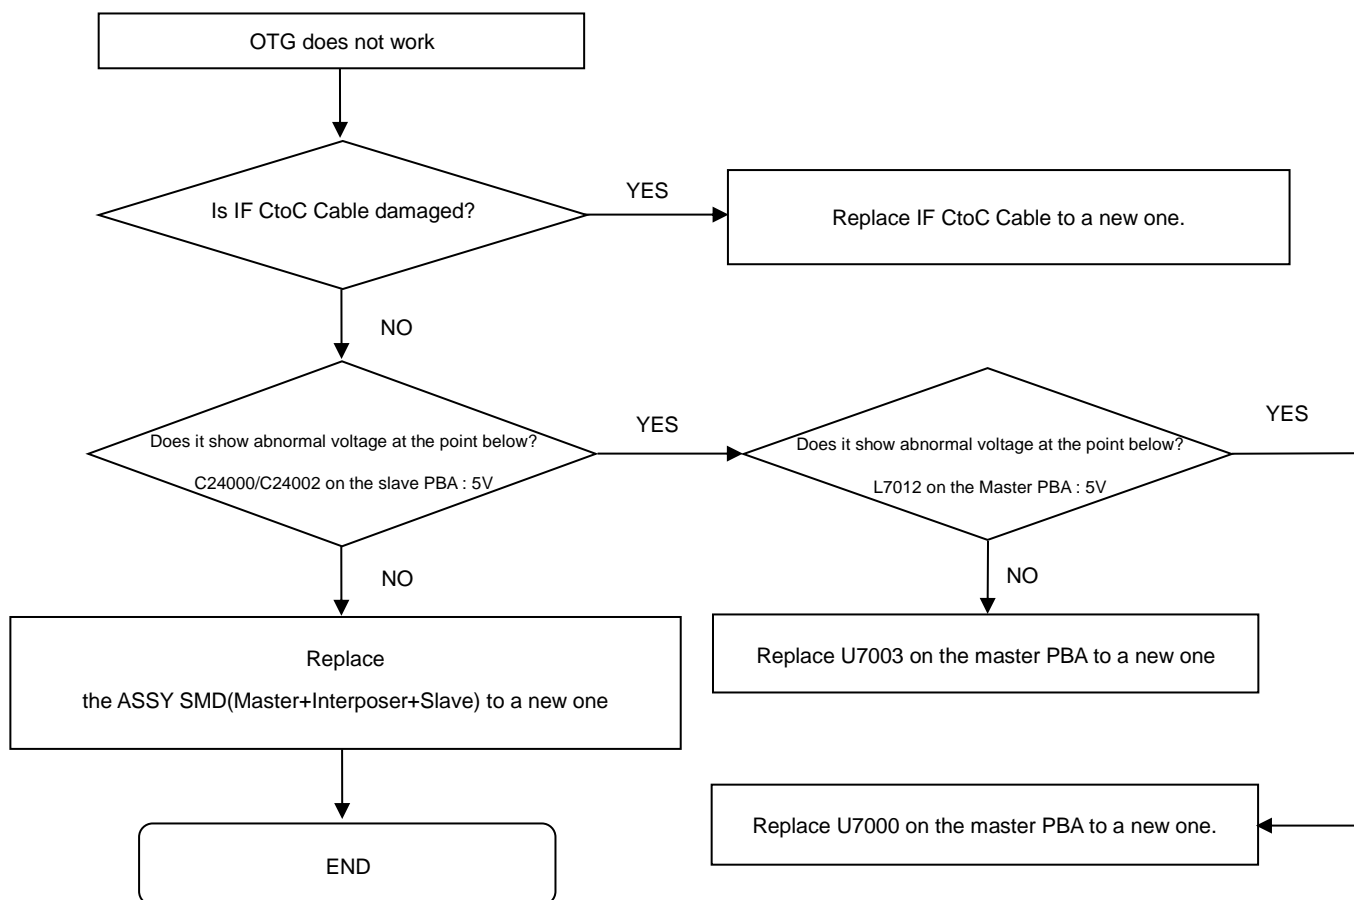 OTG does not work
Is IF CtoC Cable damaged?
YES
Replace IF CtoC Cable to a new one.
NO
Does it show abnormal voltage at the point below?
C24000/C24002 on the slave PBA : 5V
YES
Does it show abnormal voltage at the point below?
L7012 on the Master PBA : 5V
YES
NO
NO
Replace
the ASSY SMD(Master+Interposer+Slave) to a new one
Replace U7003 on the master PBA to a new one
Replace U7000 on the master PBA to a new one.
END